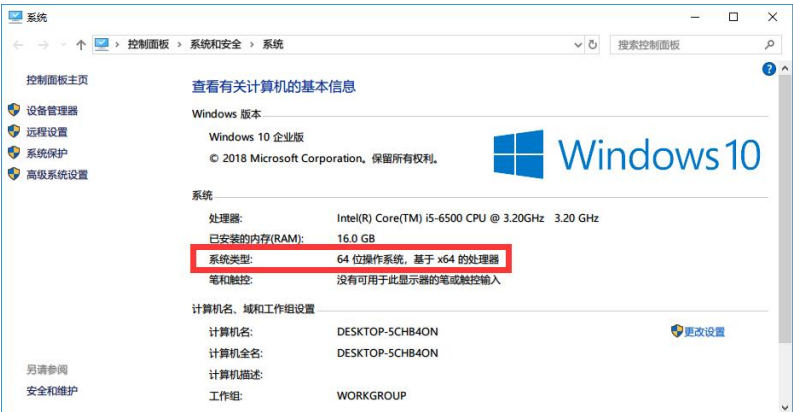 系统
控制面板 › 系统和安全 › 系统
搜索控制面板
控制面板主页
设备管理器
远程设置
系统保护
高级系统设置
另请参阅
安全和维护
查看有关计算机的基本信息
Windows 版本
Windows 10 企业版
© 2018 Microsoft Corporation。保留所有权利。
Windows 10
系统
处理器: Intel(R) Core(TM) i5-6500 CPU @ 3.20GHz 3.20 GHz
已安装的内存(RAM): 16.0 GB
系统类型: 64 位操作系统, 基于 x64 的处理器
笔和触控: 没有可用于此显示器的笔或触控输入
计算机名、域和工作组设置
计算机名: DESKTOP-5CHB4ON
更改设置
计算机全名: DESKTOP-5CHB4ON
计算机描述:
工作组: WORKGROUP